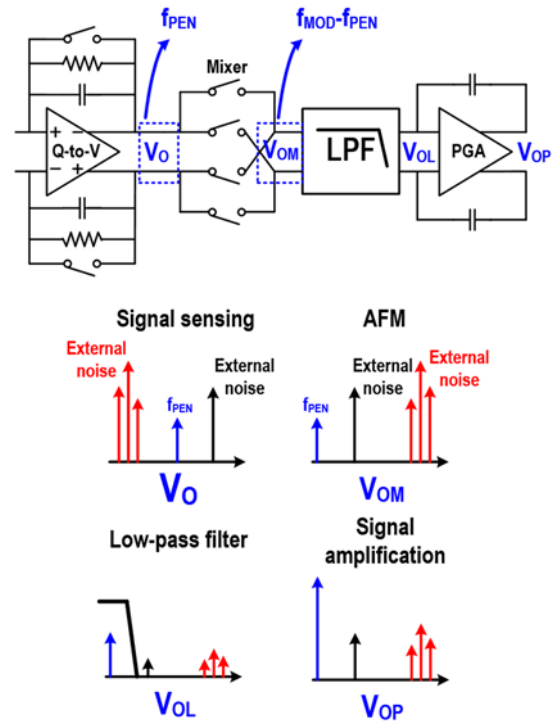 fPEN
fMOD-fPEN
Mixer
+ −
Q-to-V
− +
VO
VOM
LPF
VOL
PGA
VOP
Signal sensing
AFM
External
noise
External
noise
fPEN
VO
fPEN
External
noise
External
noise
VOM
Low-pass filter
Signal
amplification
VOL
VOP